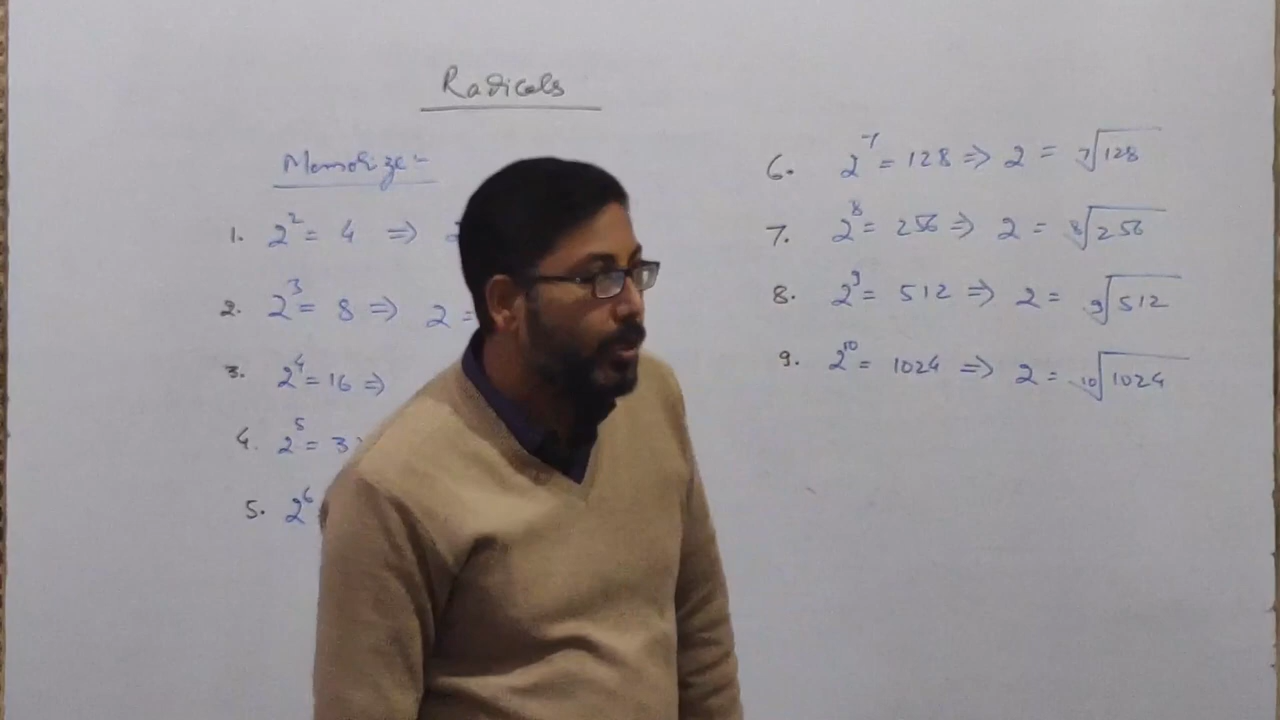 Radicals
Memorize:-
1. 2² = 4 ⇒
2. 2³ = 8 ⇒ 2 =
3. 2⁴ = 16 ⇒
4. 2⁵ = 3
5. 2⁶
6. 2⁷ = 128 ⇒ 2 = ⁷√128
7. 2⁸ = 256 ⇒ 2 = ⁸√256
8. 2⁹ = 512 ⇒ 2 = ⁹√512
9. 2¹⁰ = 1024 ⇒ 2 = ¹⁰√1024